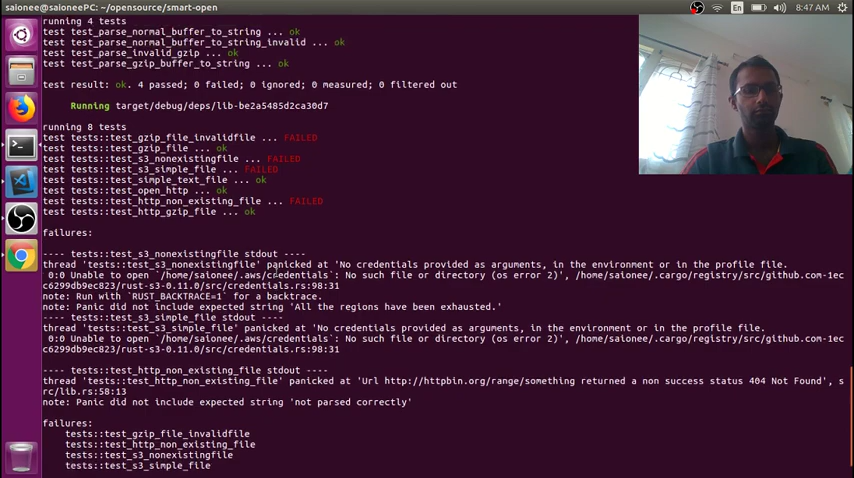 saionee@saioneePC: ~/opensource/smart-open
En
8:47 AM
running 4 tests
test test_parse_normal_buffer_to_string ... ok
test test_parse_normal_buffer_to_string_invalid ... ok
test test_parse_invalid_gzip ... ok
test test_parse_gzip_buffer_to_string ... ok
test result: ok. 4 passed; 0 failed; 0 ignored; 0 measured; 0 filtered out
Running target/debug/deps/lib-be2a5485d2ca30d7
running 8 tests
test tests::test_gzip_file_invalidfile ... FAILED
test tests::test_gzip_file ... ok
test tests::test_s3_nonexistingfile ... FAILED
test tests::test_s3_simple_file ... FAILED
test tests::test_simple_text_file ... ok
test tests::test_open_http ... ok
test tests::test_http_non_existing_file ... FAILED
test tests::test_http_gzip_file ... ok
failures:
---- tests::test_s3_nonexistingfile stdout ----
thread 'tests::test_s3_nonexistingfile' panicked at 'No credentials provided as arguments, in the environment or in the profile file.
0:0 Unable to open `/home/saionee/.aws/credentials`: No such file or directory (os error 2)', /home/saionee/.cargo/registry/src/github.com-1ec
c6299db9ec823/rust-s3-0.11.0/src/credentials.rs:98:31
note: Run with `RUST_BACKTRACE=1` for a backtrace.
note: Panic did not include expected string 'All the regions have been exhausted.'
---- tests::test_s3_simple_file stdout ----
thread 'tests::test_s3_simple_file' panicked at 'No credentials provided as arguments, in the environment or in the profile file.
0:0 Unable to open `/home/saionee/.aws/credentials`: No such file or directory (os error 2)', /home/saionee/.cargo/registry/src/github.com-1ec
c6299db9ec823/rust-s3-0.11.0/src/credentials.rs:98:31
---- tests::test_http_non_existing_file stdout ----
thread 'tests::test_http_non_existing_file' panicked at 'Url http://httpbin.org/range/something returned a non success status 404 Not Found', s
rc/lib.rs:58:13
note: Panic did not include expected string 'not parsed correctly'
failures:
tests::test_gzip_file_invalidfile
tests::test_http_non_existing_file
tests::test_s3_nonexistingfile
tests::test_s3_simple_file